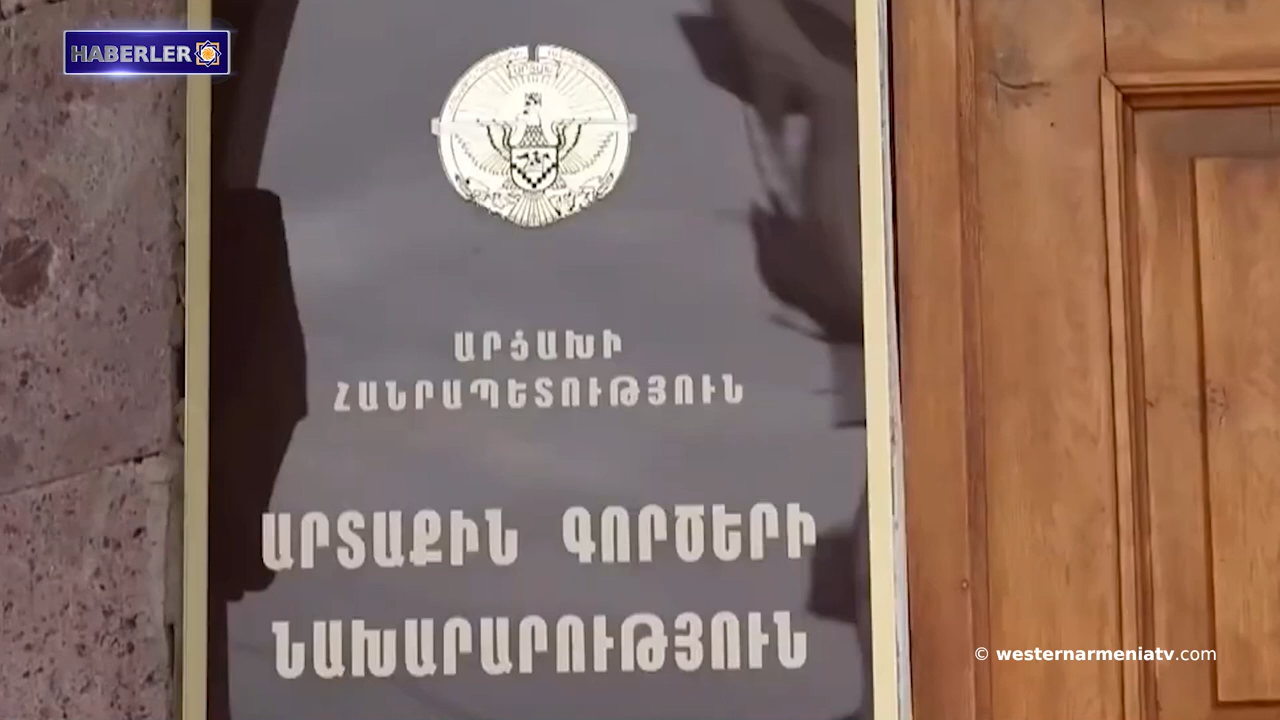 HABERLER
ԱՐՑԱԽԻ
ՀԱՆՐԱՊԵՏՈՒԹՅՈՒՆ
ԱՐՏԱՔԻՆ ԳՈՐԾԵՐԻ
ՆԱԽԱՐԱՐՈՒԹՅՈՒՆ
© westernarmeniatv.com